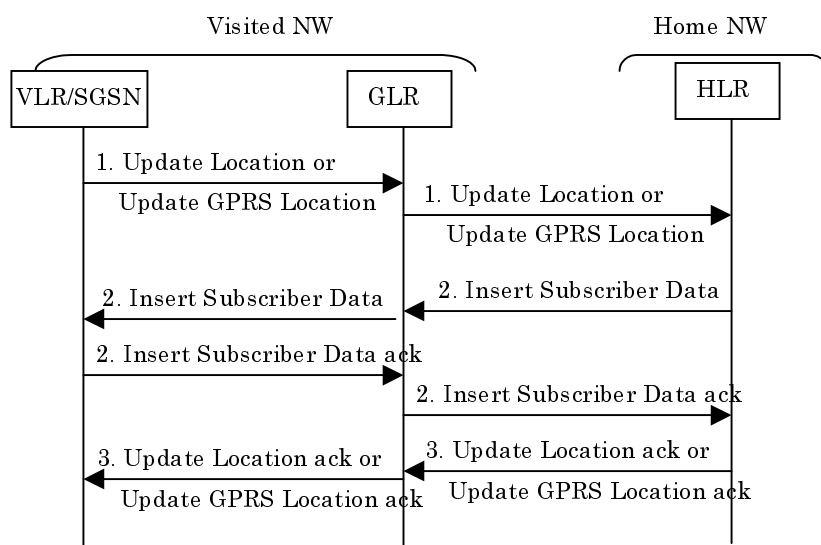 Visited NW
Home NW
VLR/SGSN
GLR
HLR
1. Update Location or
Update GPRS Location
1. Update Location or
Update GPRS Location
2. Insert Subscriber Data
2. Insert Subscriber Data
2. Insert Subscriber Data ack
2. Insert Subscriber Data ack
3. Update Location ack or
Update GPRS Location ack
3. Update Location ack or
Update GPRS Location ack